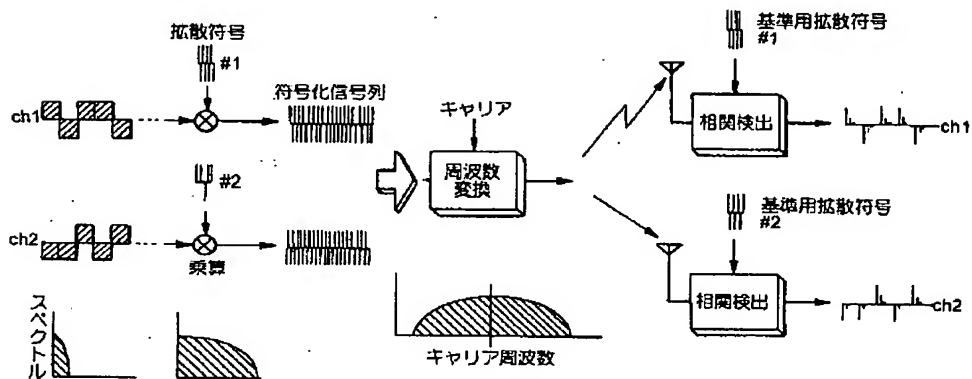 拡散符号
#1
ch1
符号化信号列
#2
ch2
乗算
スペクトル
キャリア
周波数
変換
キャリア周波数
基準用拡散符号
#1
相関検出
ch1
基準用拡散符号
#2
相関検出
ch2